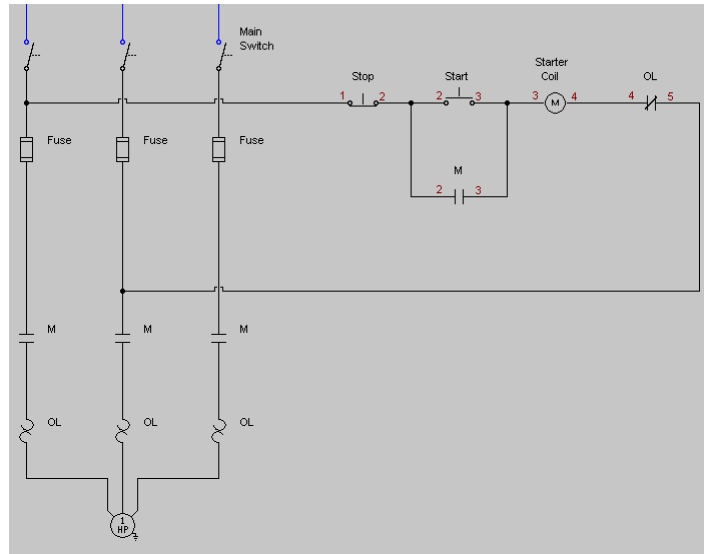 Main
Switch
Stop
Start
Starter
Coil
OL
1 2 2 3 3 M 4 4 5
Fuse Fuse Fuse
M
2 3
M M M
OL OL OL
1
HP